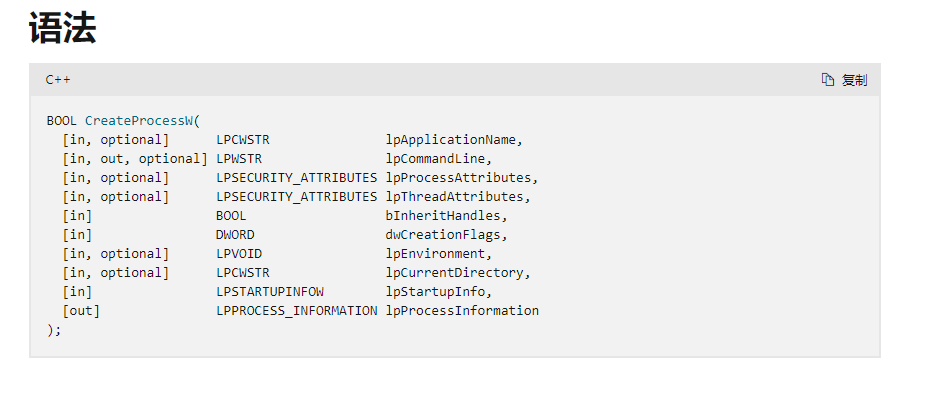 语法
C++
复制
BOOL CreateProcessW(
  [in, optional]      LPCWSTR               lpApplicationName,
  [in, out, optional] LPWSTR                lpCommandLine,
  [in, optional]      LPSECURITY_ATTRIBUTES lpProcessAttributes,
  [in, optional]      LPSECURITY_ATTRIBUTES lpThreadAttributes,
  [in]                BOOL                  bInheritHandles,
  [in]                DWORD                 dwCreationFlags,
  [in, optional]      LPVOID                lpEnvironment,
  [in, optional]      LPCWSTR               lpCurrentDirectory,
  [in]                LPSTARTUPINFOW        lpStartupInfo,
  [out]               LPPROCESS_INFORMATION lpProcessInformation
);